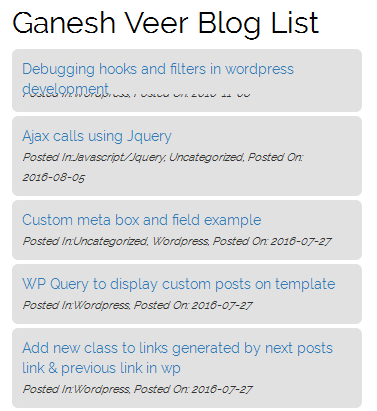 Ganesh Veer Blog List
Debugging hooks and filters in wordpress
development
Posted In:Wordpress, Posted On: 2016-11-08
Ajax calls using Jquery
Posted In:Javascript/Jquery, Uncategorized, Posted On:
2016-08-05
Custom meta box and field example
Posted In:Uncategorized, Wordpress, Posted On: 2016-07-27
WP Query to display custom posts on template
Posted In:Wordpress, Posted On: 2016-07-27
Add new class to links generated by next posts
link & previous link in wp
Posted In:Wordpress, Posted On: 2016-07-27